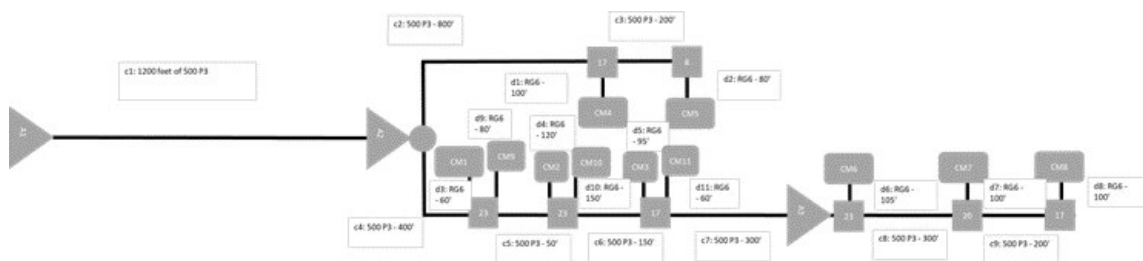 c2: 500 P3 - 800'
c3: 500 P3 - 200'
c1: 1200 feet of 500 P3
17
8
d1: RG6 -
100'
d2: RG6 - 80'
CM4
CM5
d9: RG6
- 80'
d4: RG6 -
120'
d5: RG6 -
95'
A1
A2
CM1
CM9
CM2
CM10
CM3
CM11
CM6
CM7
CM8
d3: RG6
- 60'
d10: RG6 -
150'
d11: RG6
- 60'
d6: RG6 -
105'
d7: RG6 -
100'
d8: RG6 -
100'
23
23
17
A3
23
20
17
c4: 500 P3 - 400'
c5: 500 P3 - 50'
c6: 500 P3 - 150'
c7: 500 P3 - 300'
c8: 500 P3 - 300'
c9: 500 P3 - 200'